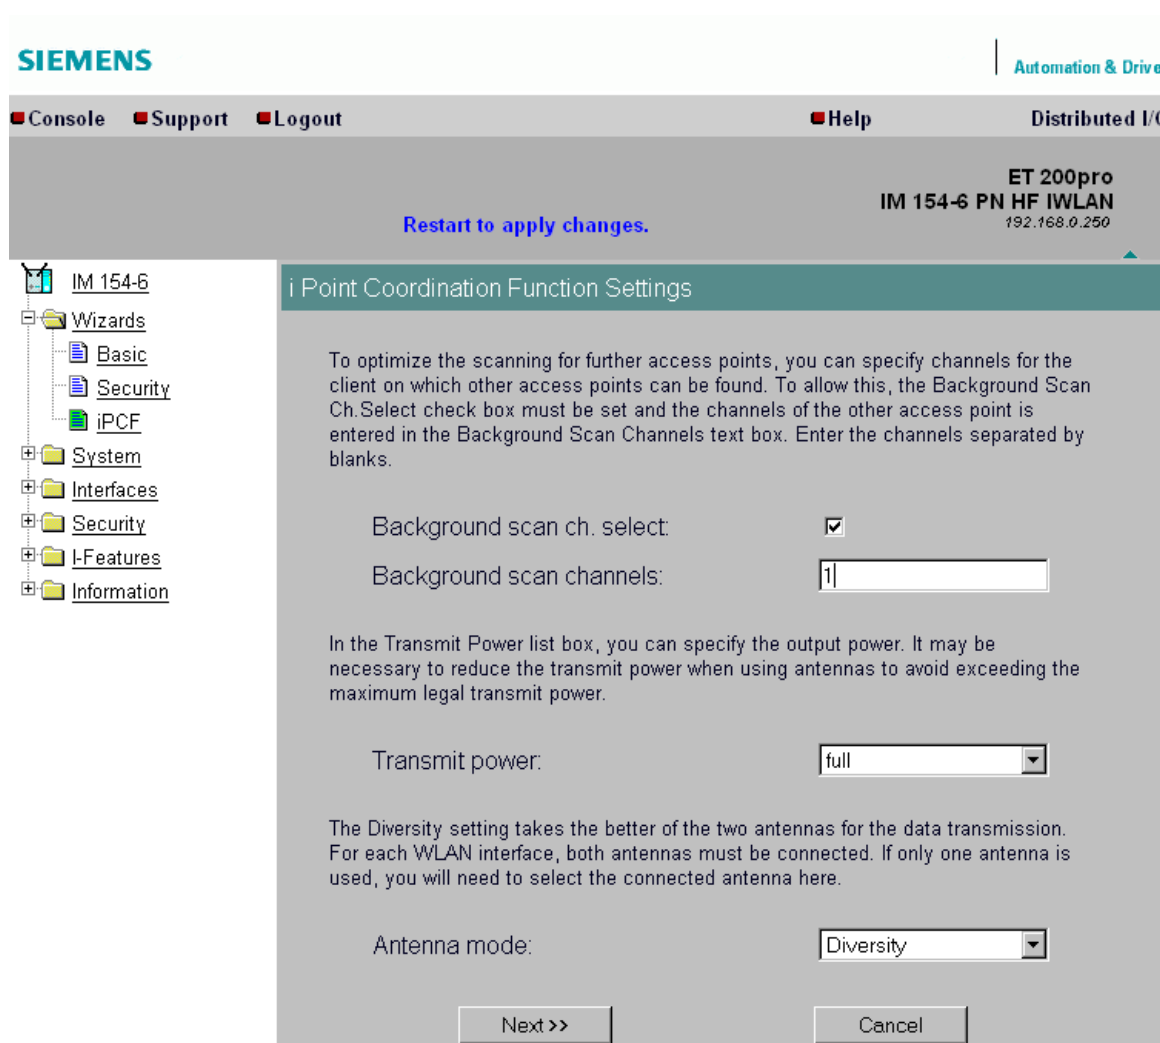 SIEMENS
Automation & Drive
Console Support Logout Help Distributed I/
ET 200pro
IM 154-6 PN HF IWLAN
Restart to apply changes.
192.168.0.250
IM 154-6
Wizards
Basic
Security
iPCF
System
Interfaces
Security
I-Features
Information
i Point Coordination Function Settings
To optimize the scanning for further access points, you can specify channels for the
client on which other access points can be found. To allow this, the Background Scan
Ch.Select check box must be set and the channels of the other access point is
entered in the Background Scan Channels text box. Enter the channels separated by
blanks.
Background scan ch. select:
Background scan channels: 1
In the Transmit Power list box, you can specify the output power. It may be
necessary to reduce the transmit power when using antennas to avoid exceeding the
maximum legal transmit power.
Transmit power: full
The Diversity setting takes the better of the two antennas for the data transmission.
For each WLAN interface, both antennas must be connected. If only one antenna is
used, you will need to select the connected antenna here.
Antenna mode: Diversity
Next >> Cancel